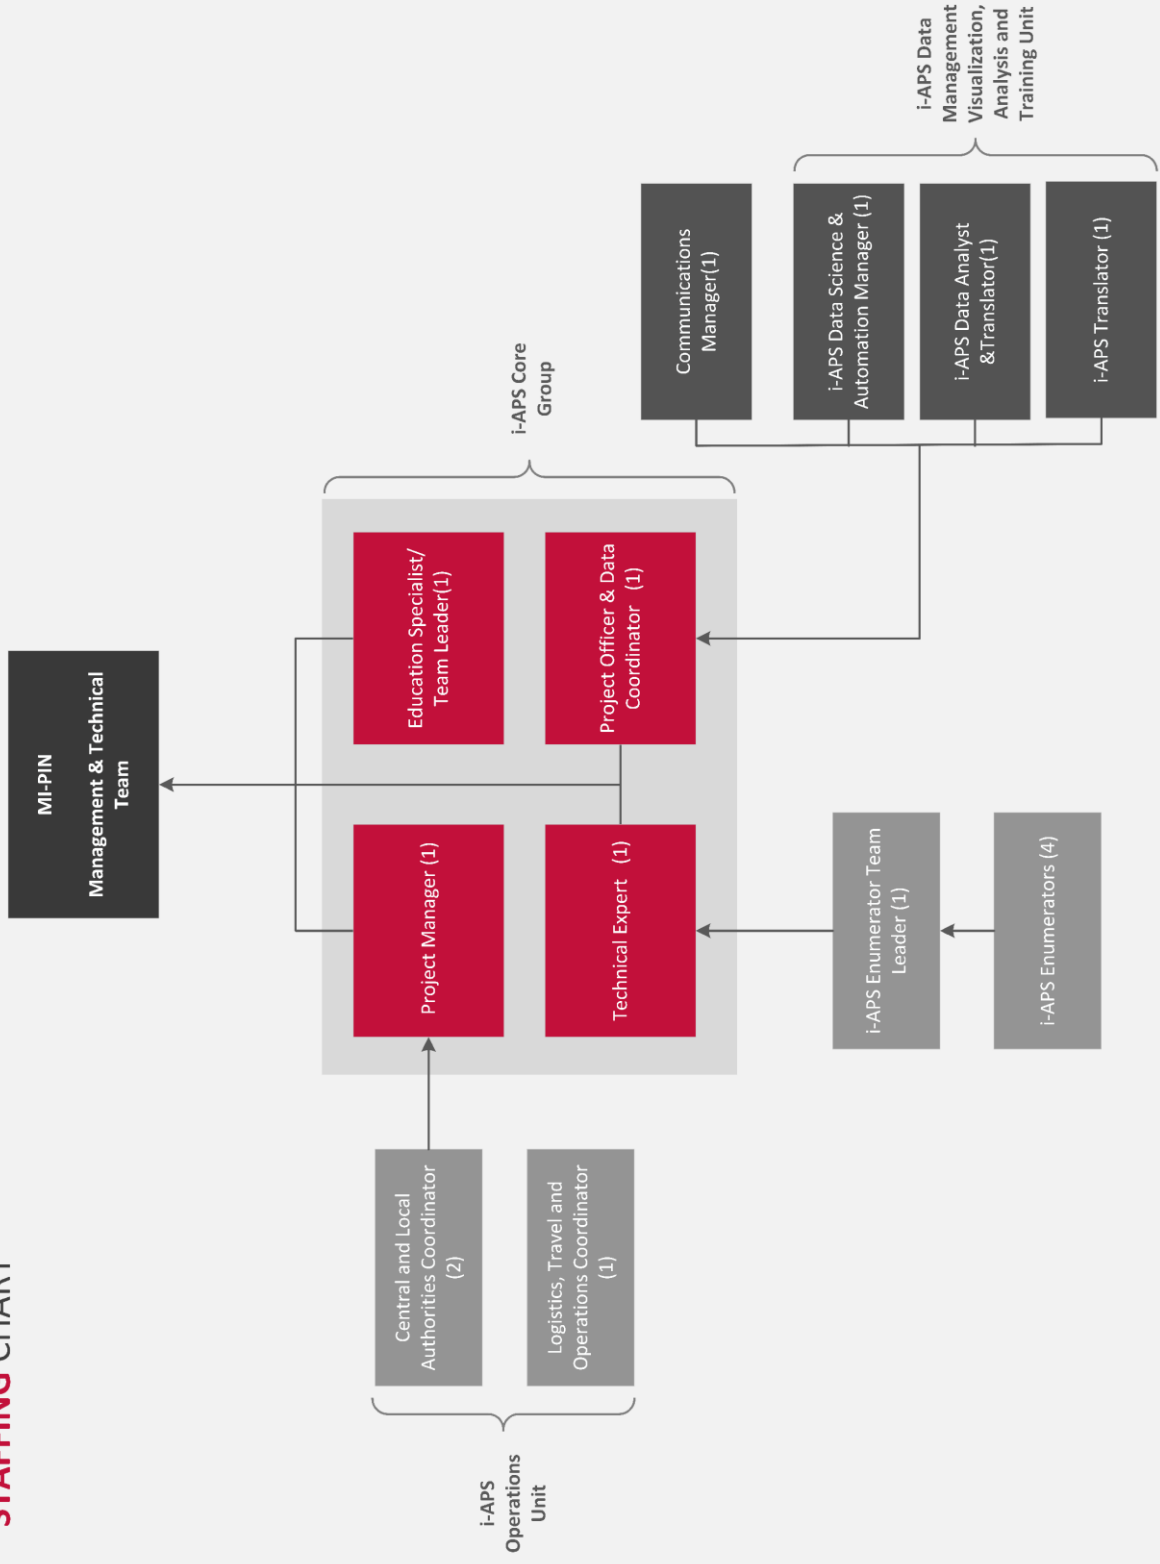 STAFFING CHART
MI-PIN
Management & Technical
Team
i-APS Core
Group
Project Manager (1)
Education Specialist/
Team Leader(1)
Technical Expert (1)
Project Officer & Data
Coordinator (1)
i-APS
Operations
Unit
Central and Local
Authorities Coordinator
(2)
Logistics, Travel and
Operations Coordinator
(1)
i-APS Enumerator Team
Leader (1)
i-APS Enumerators (4)
Communications
Manager(1)
i-APS Data Science &
Automation Manager (1)
i-APS Data Analyst
&Translator(1)
i-APS Translator (1)
i-APS Data
Management
Visualization,
Analysis and
Training Unit